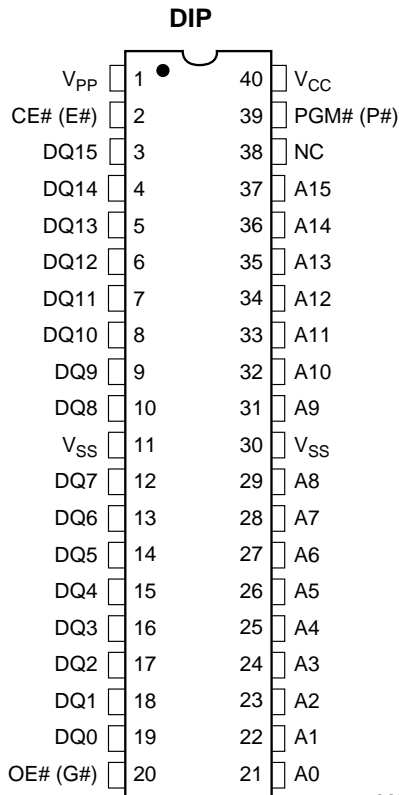 DIP
V_PP 1 40 V_CC
CE# (E#) 2 39 PGM# (P#)
DQ15 3 38 NC
DQ14 4 37 A15
DQ13 5 36 A14
DQ12 6 35 A13
DQ11 7 34 A12
DQ10 8 33 A11
DQ9 9 32 A10
DQ8 10 31 A9
V_SS 11 30 V_SS
DQ7 12 29 A8
DQ6 13 28 A7
DQ5 14 27 A6
DQ4 15 26 A5
DQ3 16 25 A4
DQ2 17 24 A3
DQ1 18 23 A2
DQ0 19 22 A1
OE# (G#) 20 21 A0